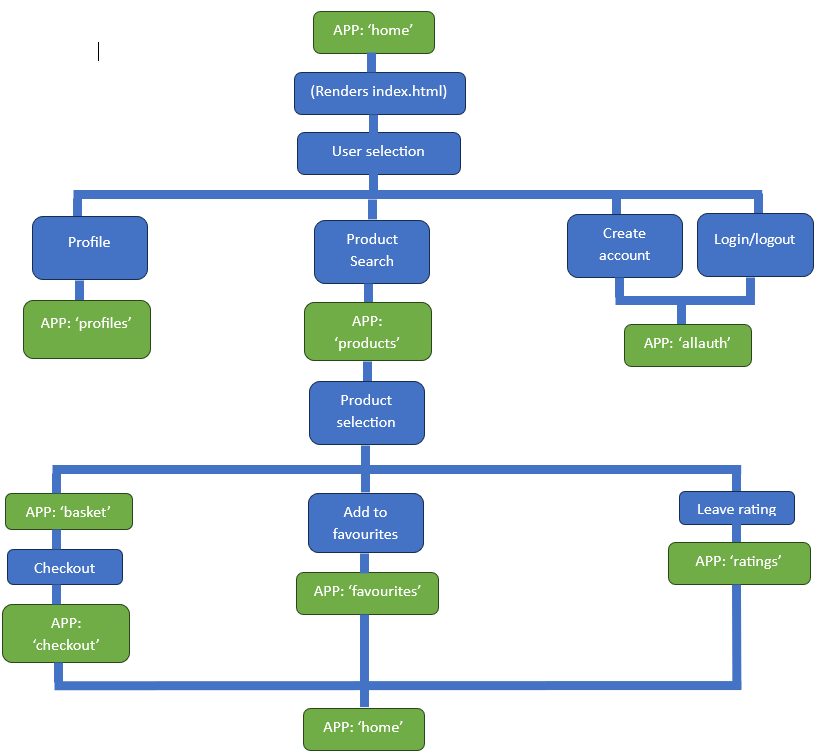 APP: ‘home’
(Renders index.html)
User selection
Profile
Product
Search
Create
account
Login/logout
APP: ‘profiles’
APP:
‘products’
APP: ‘allauth’
Product
selection
APP: ‘basket’
Add to
favourites
Leave rating
Checkout
APP: ‘favourites’
APP: ‘ratings’
APP:
‘checkout’
APP: ‘home’